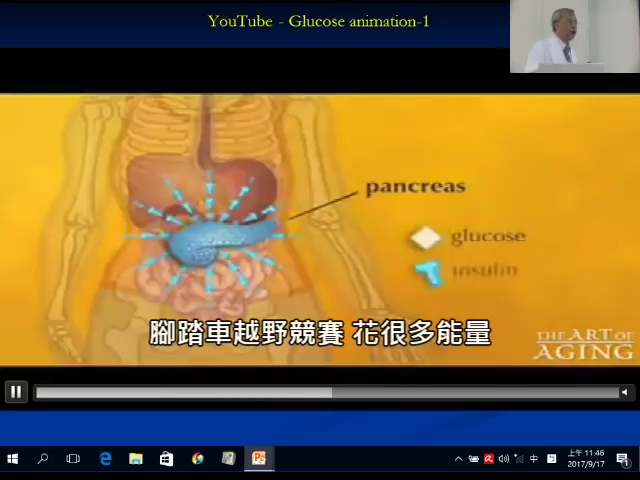 YouTube - Glucose animation-1
pancreas
glucose
insulin
腳踏車越野競賽 花很多能量
THE ART OF
AGING
中
上午 11:46
2017/9/17